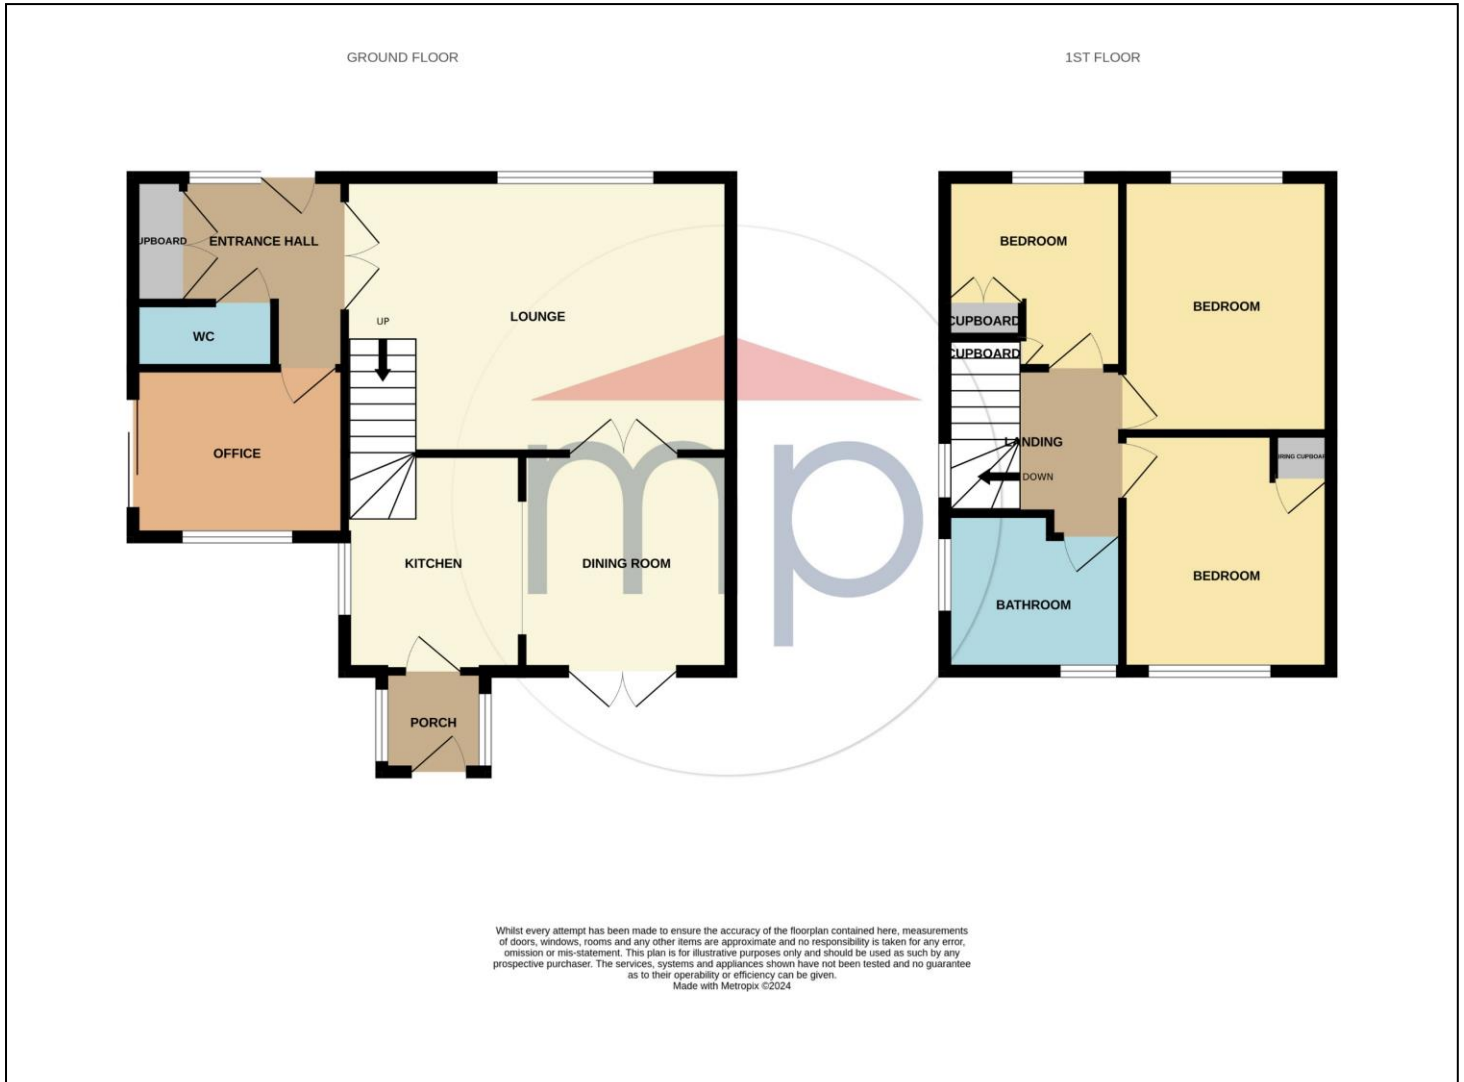 GROUND FLOOR
1ST FLOOR
UPBOARD
ENTRANCE HALL
WC
OFFICE
UP
LOUNGE
KITCHEN
DINING ROOM
PORCH
BEDROOM
BEDROOM
CUPBOARD
CUPBOARD
LANDING
DOWN
RING CUPBOAR
BATHROOM
BEDROOM
mp
Whilst every attempt has been made to ensure the accuracy of the floorplan contained here, measurements
of doors, windows, rooms and any other items are approximate and no responsibility is taken for any error,
omission or mis-statement. This plan is for illustrative purposes only and should be used as such by any
prospective purchaser. The services, systems and appliances shown have not been tested and no guarantee
as to their operability or efficiency can be given.
Made with Metropix ©2024